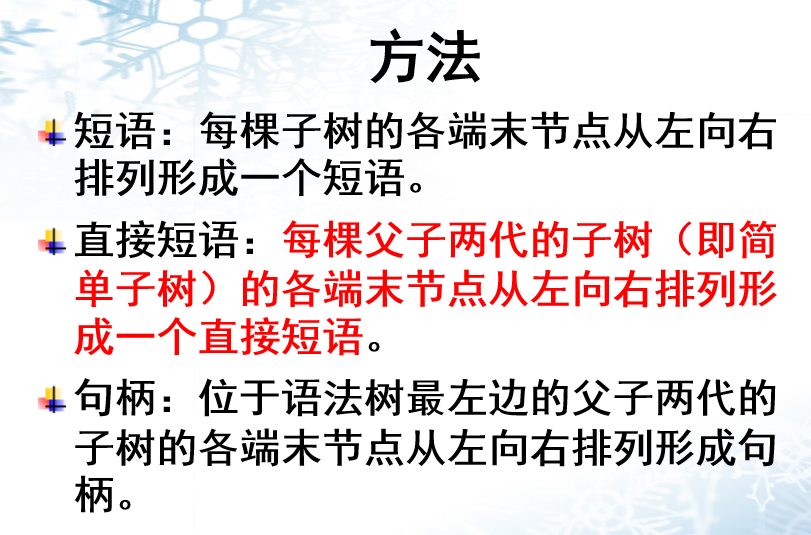 方法
短语：每棵子树的各端末节点从左向右
排列形成一个短语。
直接短语：每棵父子两代的子树（即简
单子树）的各端末节点从左向右排列形
成一个直接短语。
句柄：位于语法树最左边的父子两代的
子树的各端末节点从左向右排列形成句
柄。